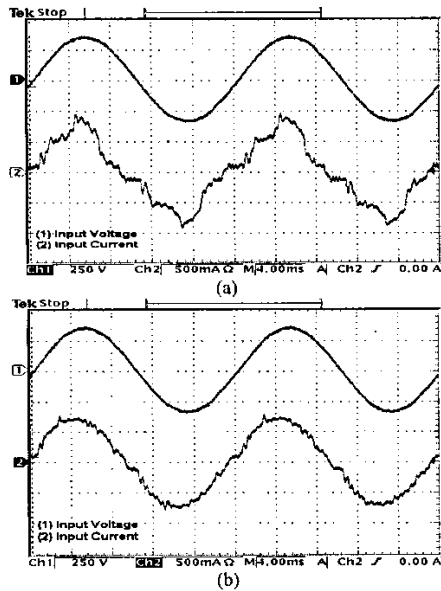 Tek Stop
1
2
(1) Input Voltage
(2) Input Current
Ch1 250 V Ch2 500mA Ω M 4.00ms A Ch2 ƒ 0.00 A
(a)
Tek Stop
1
2
(1) Input Voltage
(2) Input Current
Ch1 250 V Ch2 500mA Ω M 4.00ms A Ch2 ƒ 0.00 A
(b)